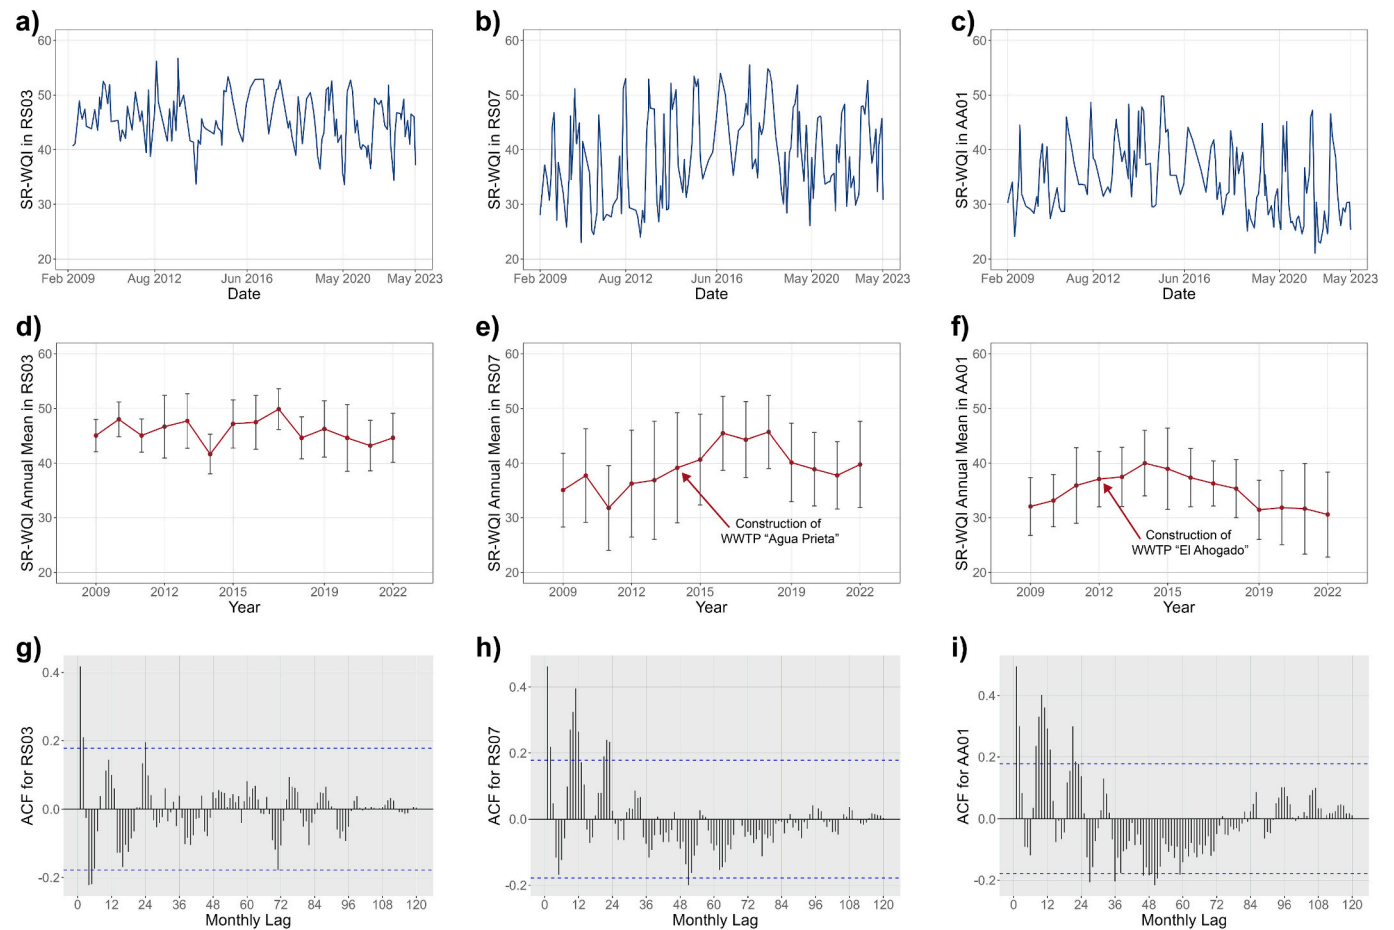 a)
SR-WQI in RS03
60
50
40
30
20
Feb 2009
Aug 2012
Jun 2016
May 2020
May 2023
Date
b)
SR-WQI in RS07
60
50
40
30
20
Feb 2009
Aug 2012
Jun 2016
May 2020
May 2023
Date
c)
SR-WQI in AA01
60
50
40
30
20
Feb 2009
Aug 2012
Jun 2016
May 2020
May 2023
Date
d)
SR-WQI Annual Mean in RS03
60
50
40
30
20
2009
2012
2015
2019
2022
Year
e)
SR-WQI Annual Mean in RS07
60
50
40
30
20
Construction of
WWTP “Agua Prieta”
2009
2012
2015
2019
2022
Year
f)
SR-WQI Annual Mean in AA01
60
50
40
30
20
Construction of
WWTP “El Ahogado”
2009
2012
2015
2019
2022
Year
g)
ACF for RS03
0.4
0.2
0.0
-0.2
0
12
24
36
48
60
72
84
96
108
120
Monthly Lag
h)
ACF for RS07
0.4
0.2
0.0
-0.2
0
12
24
36
48
60
72
84
96
108
120
Monthly Lag
i)
ACF for AA01
0.4
0.2
0.0
-0.2
0
12
24
36
48
60
72
84
96
108
120
Monthly Lag